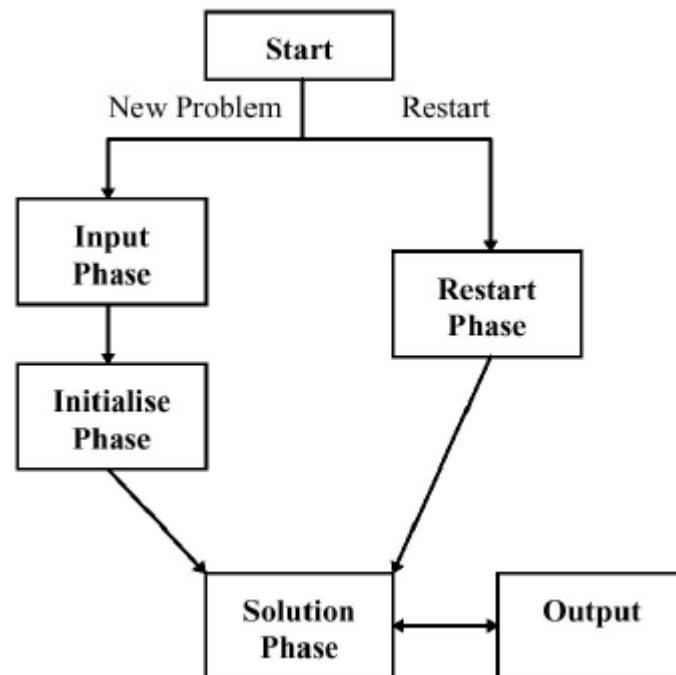 Start
New Problem
Restart
Input
Phase
Restart
Phase
Initialise
Phase
Solution
Phase
Output